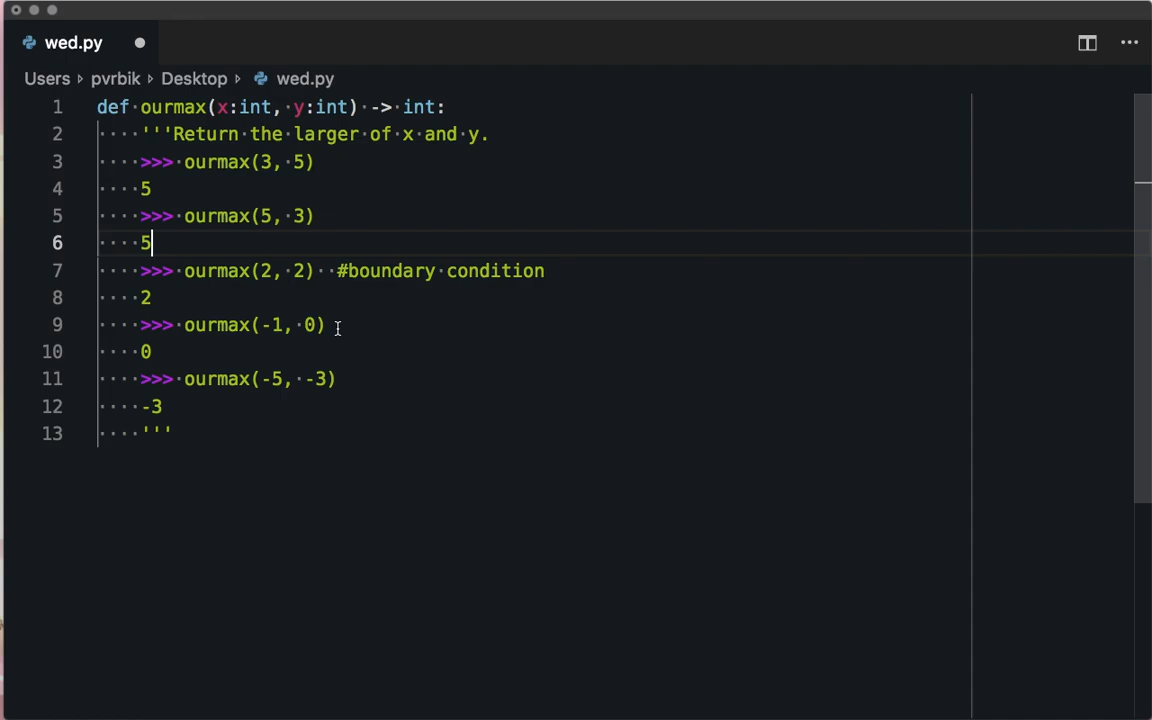 wed.py
Users pvrbik Desktop wed.py
1 def ourmax(x:int, y:int) -> int:
2 '''Return the larger of x and y.
3 >>> ourmax(3, 5)
4 5
5 >>> ourmax(5, 3)
6 5
7 >>> ourmax(2, 2)  #boundary condition
8 2
9 >>> ourmax(-1, 0)
10 0
11 >>> ourmax(-5, -3)
12 -3
13 '''